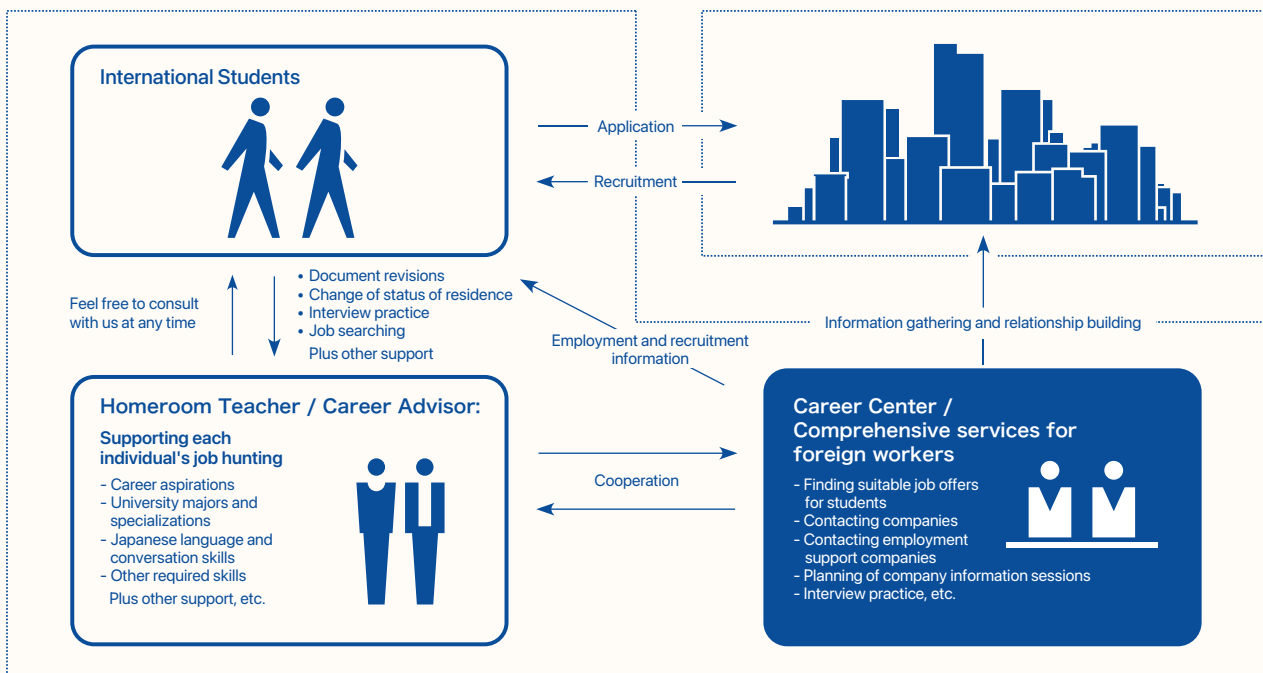 International Students
Application
Recruitment
Feel free to consult
with us at any time
• Document revisions
• Change of status of residence
• Interview practice
• Job searching
Plus other support
Employment and recruitment
information
Information gathering and relationship building
Homeroom Teacher / Career Advisor:
Supporting each
individual's job hunting
- Career aspirations
- University majors and
specializations
- Japanese language and
conversation skills
- Other required skills
Plus other support, etc.
Cooperation
Career Center /
Comprehensive services for
foreign workers
- Finding suitable job offers
for students
- Contacting companies
- Contacting employment
support companies
- Planning of company information sessions
- Interview practice, etc.